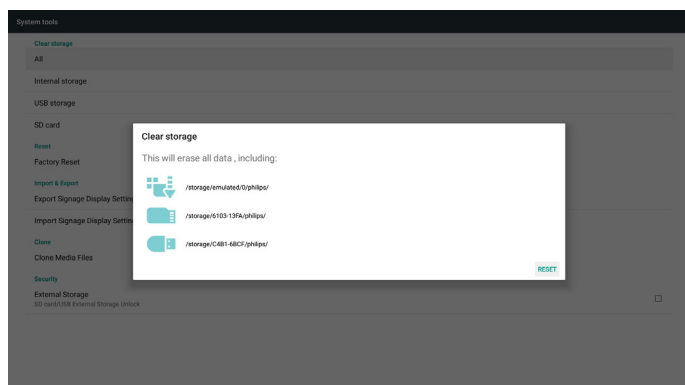 System tools
Clear storage
All
Internal storage
USB storage
SD card
Reset
Factory Reset
Import & Export
Export Signage Display Setting
Import Signage Display Settin
Clone
Clone Media Files
Security
External Storage
SD card/USB External Storage Unlock
Clear storage
This will erase all data , including:
/storage/emulated/0/philips/
/storage/6103-13FA/philips/
/storage/C4B1-6BCF/philips/
RESET